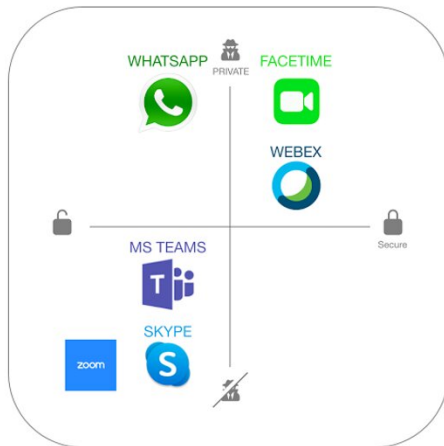 WHATSAPP
PRIVATE
FACETIME
WEBEX
Secure
MS TEAMS
T
SKYPE
zoom
S